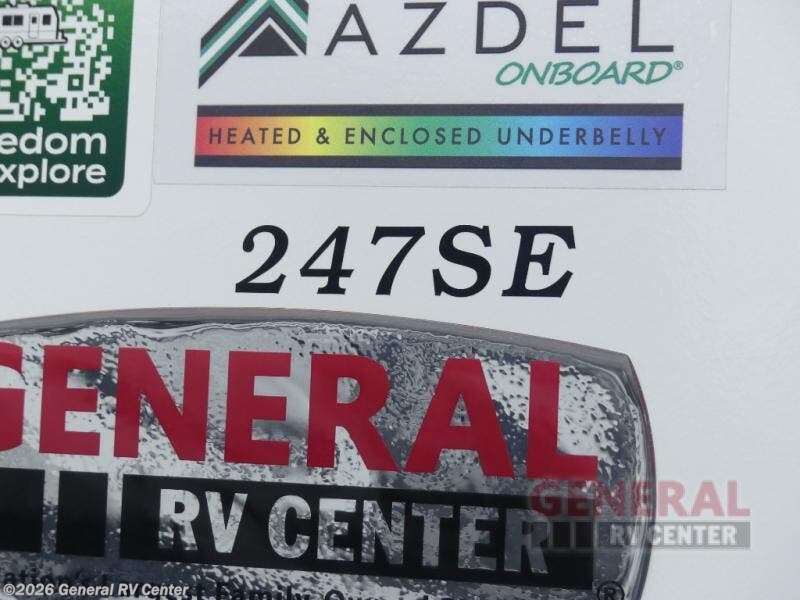 AZDEL
ONBOARD®
HEATED & ENCLOSED UNDERBELLY
edom
xplore
247SE
GENERAL
RV CENTER
®
GENERAL
RV CENTER
©2026 General RV Center